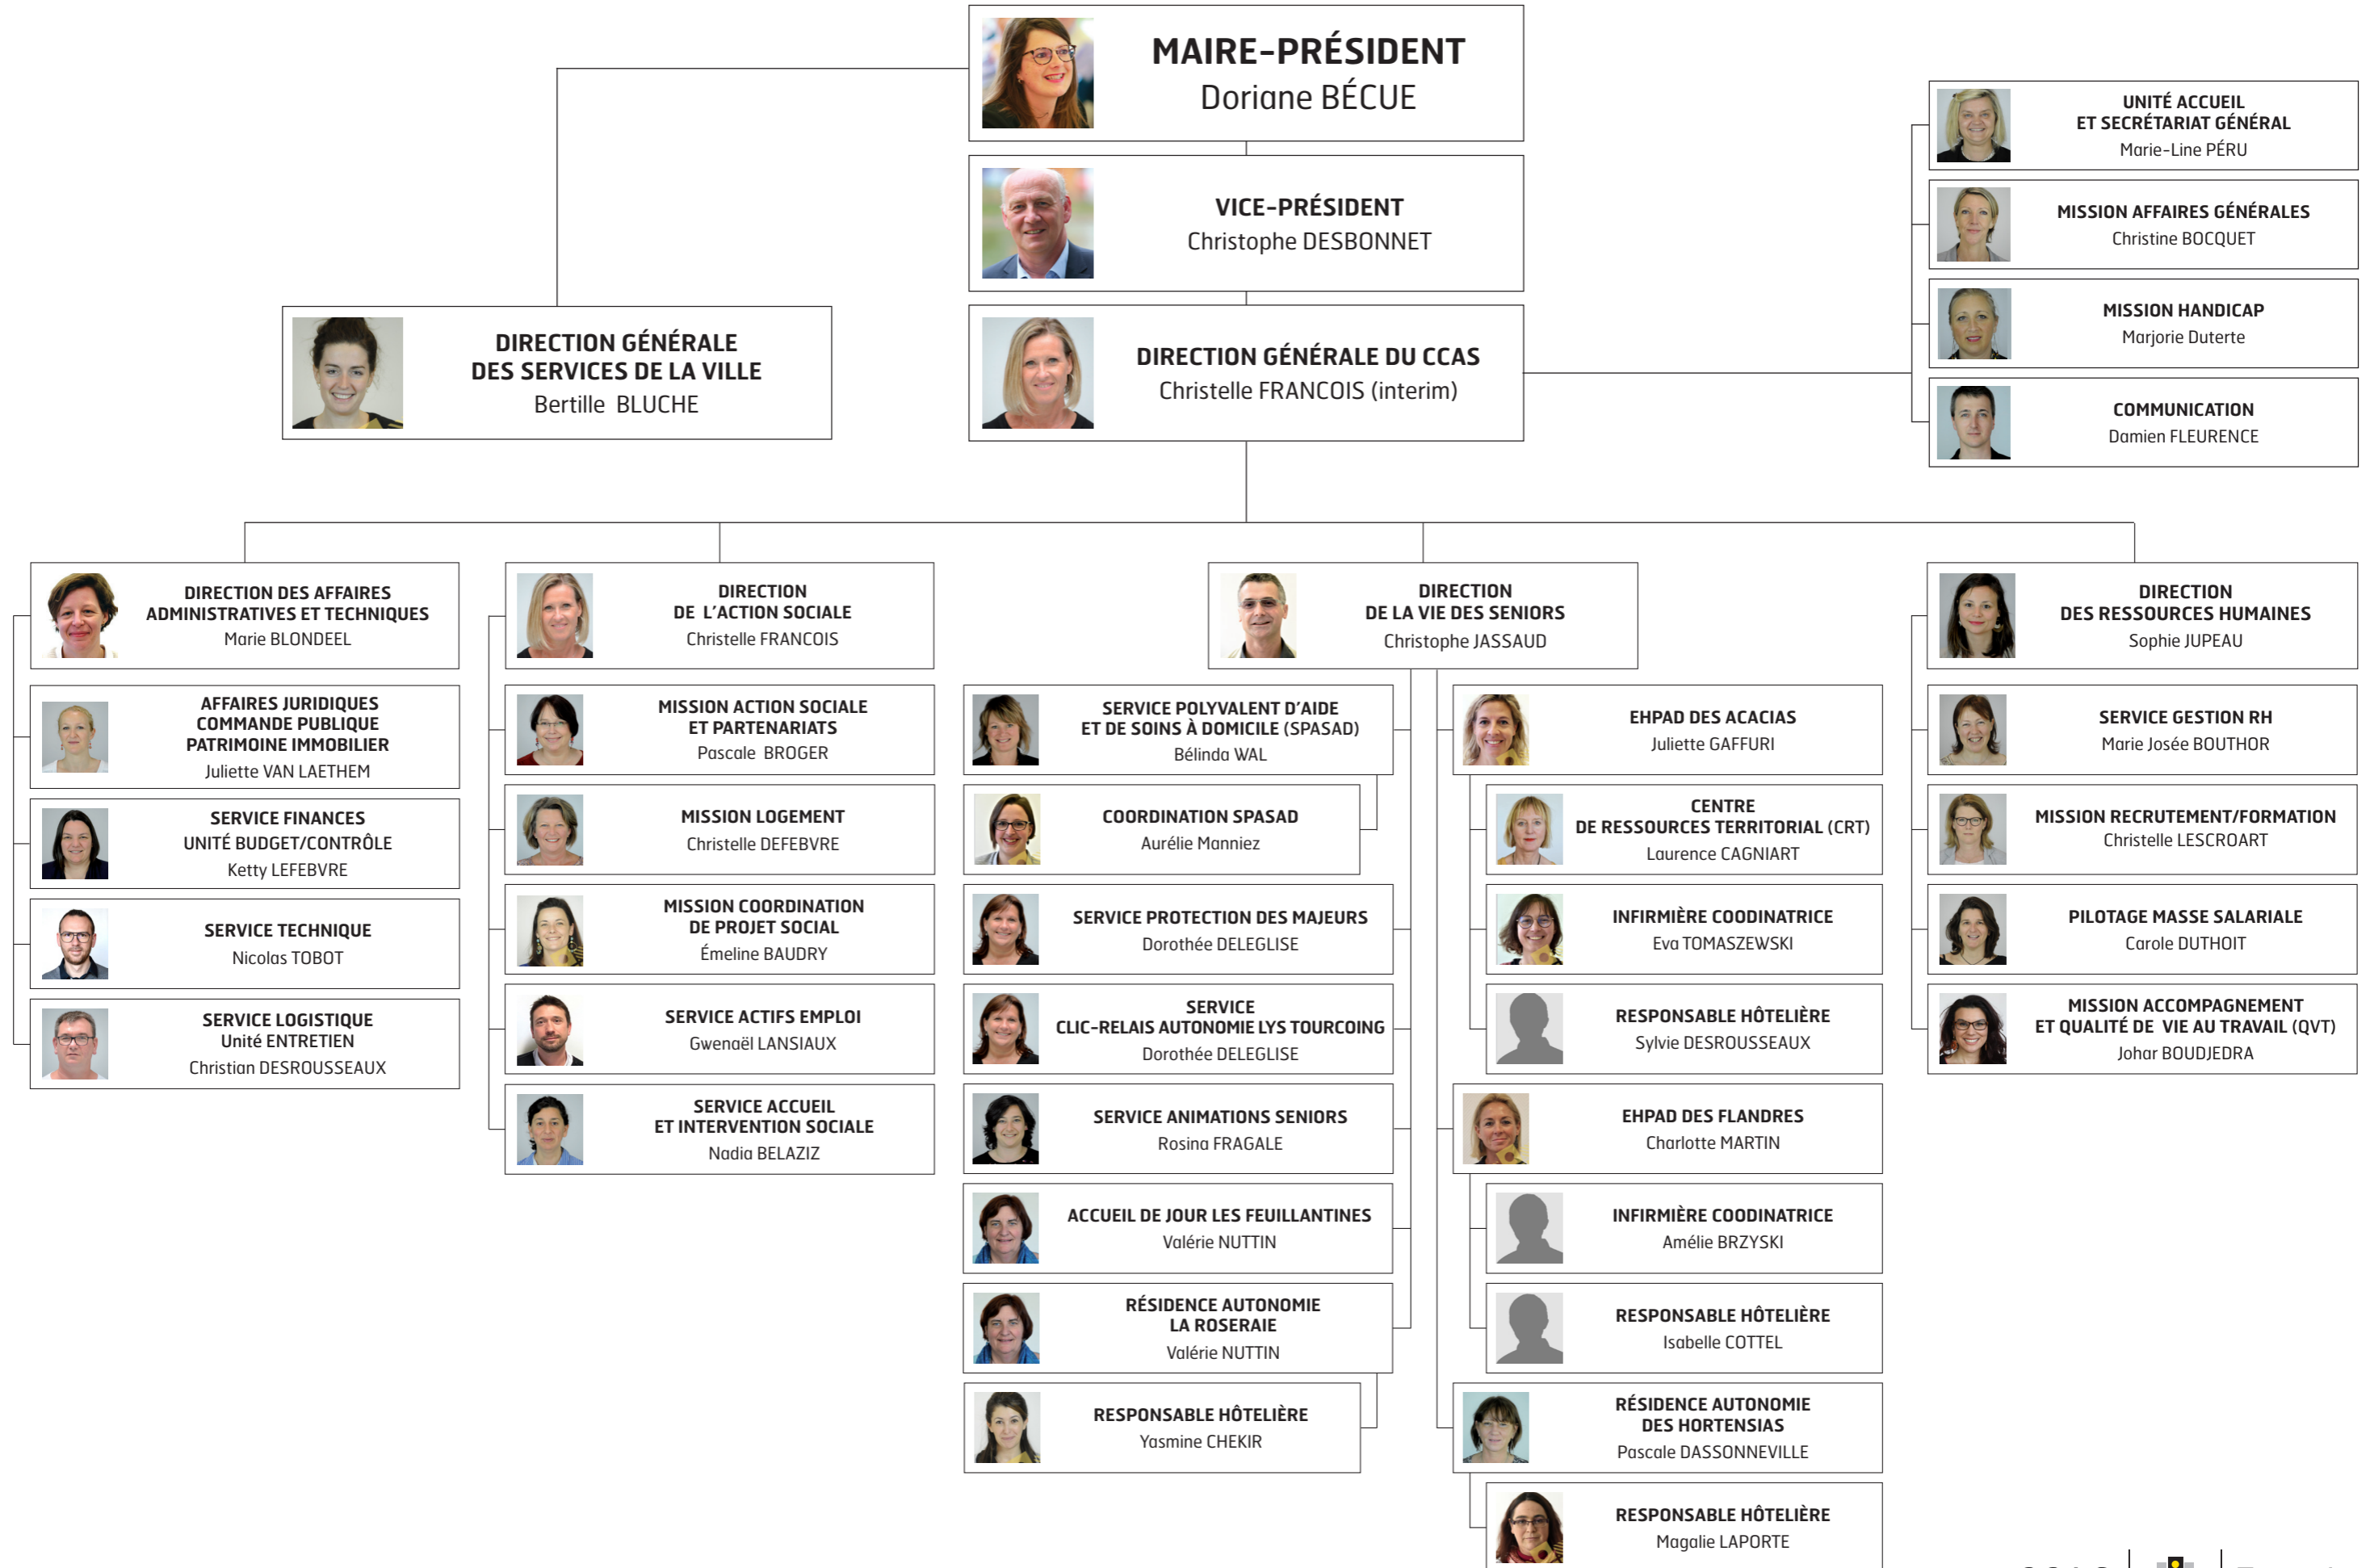 MAIRE-PRÉSIDENT
Doriane BÉCUE
VICE-PRÉSIDENT
Christophe DESBONNET
DIRECTION GÉNÉRALE
DES SERVICES DE LA VILLE
Bertille BLUCHE
DIRECTION GÉNÉRALE DU CCAS
Christelle FRANCOIS (interim)
UNITÉ ACCUEIL
ET SECRÉTARIAT GÉNÉRAL
Marie-Line PÉRU
MISSION AFFAIRES GÉNÉRALES
Christine BOCQUET
MISSION HANDICAP
Marjorie Duterte
COMMUNICATION
Damien FLEURENCE
DIRECTION DES AFFAIRES
ADMINISTRATIVES ET TECHNIQUES
Marie BLONDEEL
AFFAIRES JURIDIQUES
COMMANDE PUBLIQUE
PATRIMOINE IMMOBILIER
Juliette VAN LAETHEM
SERVICE FINANCES
UNITÉ BUDGET/CONTRÔLE
Ketty LEFEBVRE
SERVICE TECHNIQUE
Nicolas TOBOT
SERVICE LOGISTIQUE
Unité ENTRETIEN
Christian DESROUSSEAUX
DIRECTION
DE L'ACTION SOCIALE
Christelle FRANCOIS
MISSION ACTION SOCIALE
ET PARTENARIATS
Pascale BROGER
MISSION LOGEMENT
Christelle DEFEBVRE
MISSION COORDINATION
DE PROJET SOCIAL
Émeline BAUDRY
SERVICE ACTIFS EMPLOI
Gwenaël LANSIAUX
SERVICE ACCUEIL
ET INTERVENTION SOCIALE
Nadia BELAZIZ
DIRECTION
DE LA VIE DES SENIORS
Christophe JASSAUD
SERVICE POLYVALENT D'AIDE
ET DE SOINS À DOMICILE (SPASAD)
Bélinda WAL
COORDINATION SPASAD
Aurélie Manniez
SERVICE PROTECTION DES MAJEURS
Dorothée DELEGLISE
SERVICE
CLIC-RELAIS AUTONOMIE LYS TOURCOING
Dorothée DELEGLISE
SERVICE ANIMATIONS SENIORS
Rosina FRAGALE
ACCUEIL DE JOUR LES FEUILLANTINES
Valérie NUTTIN
RÉSIDENCE AUTONOMIE
LA ROSERAIE
Valérie NUTTIN
RESPONSABLE HÔTELIÈRE
Yasmine CHEKIR
EHPAD DES ACACIAS
Juliette GAFFURI
CENTRE
DE RESSOURCES TERRITORIAL (CRT)
Laurence CAGNIART
INFIRMIÈRE COODINATRICE
Eva TOMASZEWSKI
RESPONSABLE HÔTELIÈRE
Sylvie DESROUSSEAUX
EHPAD DES FLANDRES
Charlotte MARTIN
INFIRMIÈRE COODINATRICE
Amélie BRZYSKI
RESPONSABLE HÔTELIÈRE
Isabelle COTTEL
RÉSIDENCE AUTONOMIE
DES HORTENSIAS
Pascale DASSONNEVILLE
RESPONSABLE HÔTELIÈRE
Magalie LAPORTE
DIRECTION
DES RESSOURCES HUMAINES
Sophie JUPEAU
SERVICE GESTION RH
Marie Josée BOUTHOR
MISSION RECRUTEMENT/FORMATION
Christelle LESCROART
PILOTAGE MASSE SALARIALE
Carole DUTHOIT
MISSION ACCOMPAGNEMENT
ET QUALITÉ DE VIE AU TRAVAIL (QVT)
Johar BOUDJEDRA